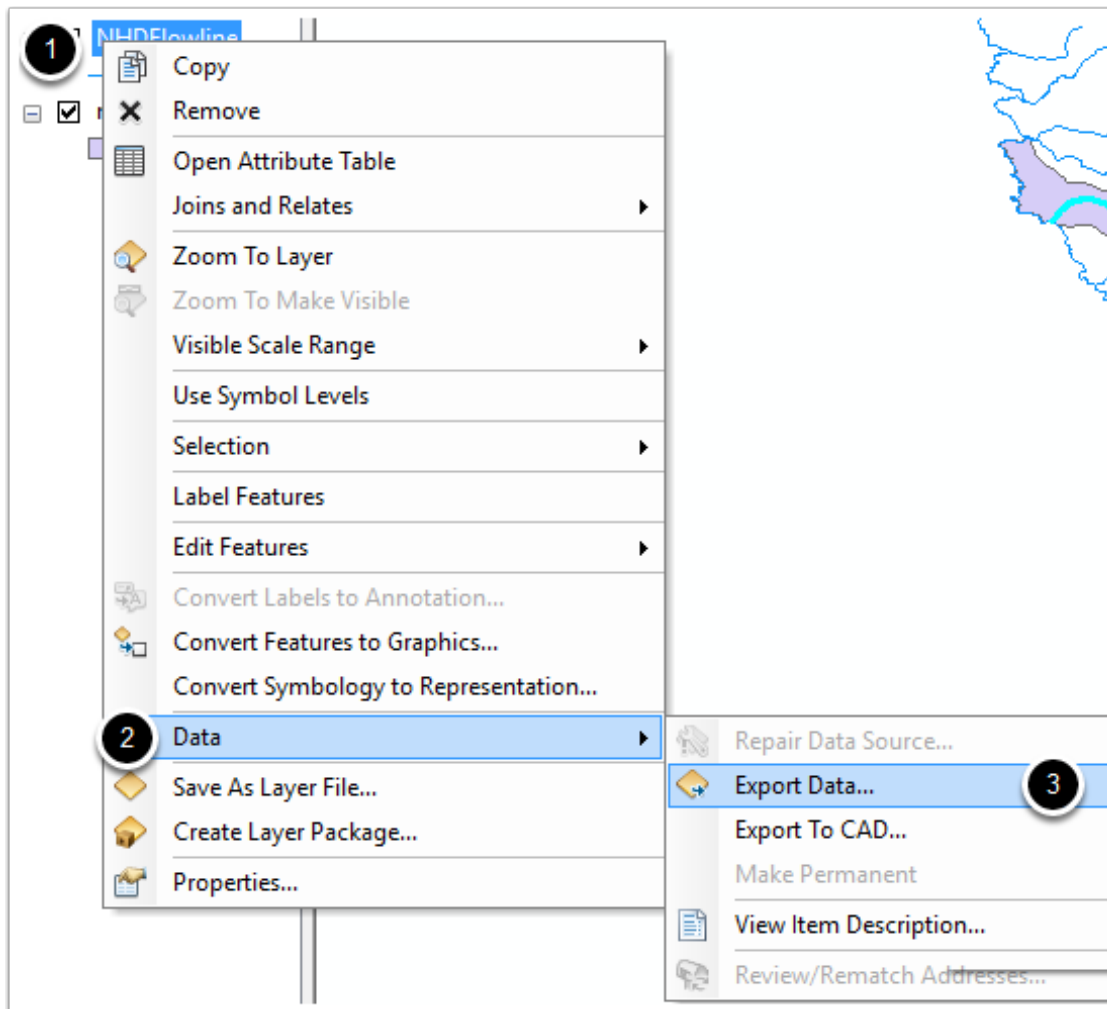 1
NHDFlowline
Copy
Remove
Open Attribute Table
Joins and Relates
Zoom To Layer
Zoom To Make Visible
Visible Scale Range
Use Symbol Levels
Selection
Label Features
Edit Features
Convert Labels to Annotation...
Convert Features to Graphics...
Convert Symbology to Representation...
2 Data
Save As Layer File...
Create Layer Package...
Properties...
Repair Data Source...
Export Data... 3
Export To CAD...
Make Permanent
View Item Description...
Review/Rematch Addresses...